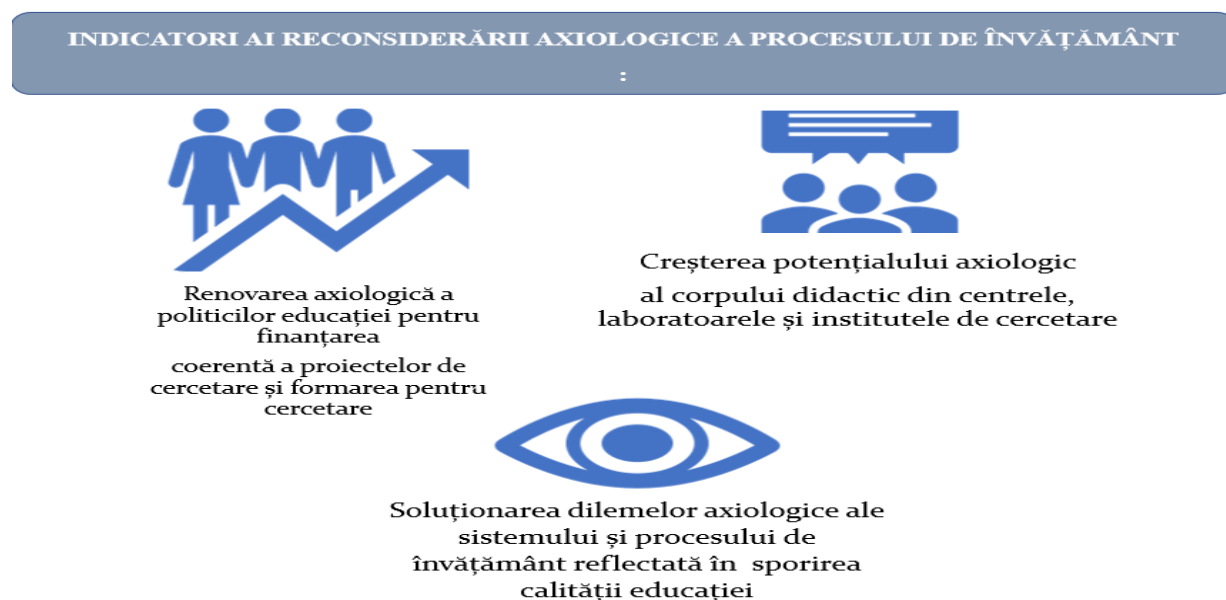 INDICATORI AI RECONSIDERĂRII AXIOLOGICE A PROCESULUI DE ÎNVĂȚĂMÂNT
:
Renovarea axiologică a
politicilor educației pentru
finanțarea
coerentă a proiectelor de
cercetare și formarea pentru
cercetare
Creșterea potențialului axiologic
al corpului didactic din centrele,
laboratoarele și institutele de cercetare
Soluționarea dilemelor axiologice ale
sistemului și procesului de
învățământ reflectată în sporirea
calității educației